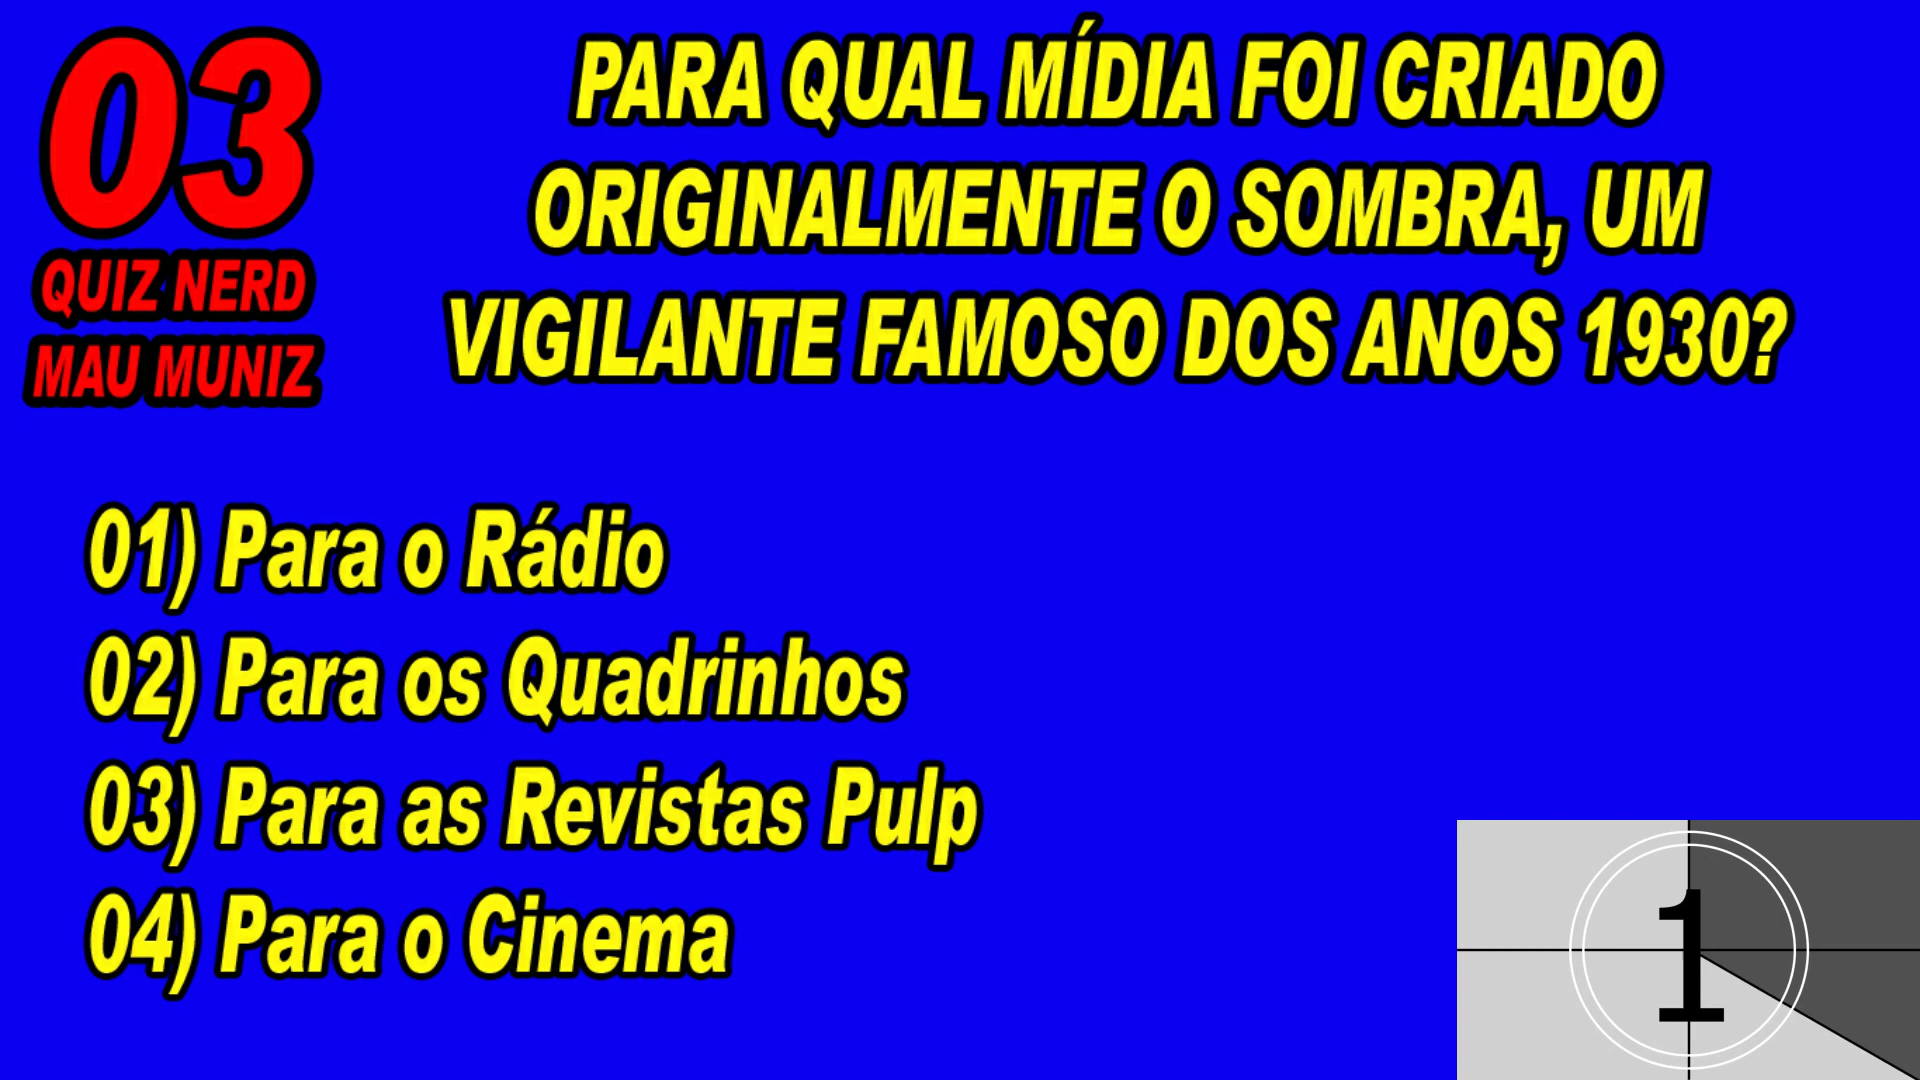 03
QUIZ NERD
MAU MUNIZ
PARA QUAL MÍDIA FOI CRIADO
ORIGINALMENTE O SOMBRA, UM
VIGILANTE FAMOSO DOS ANOS 1930?
01) Para o Rádio
02) Para os Quadrinhos
03) Para as Revistas Pulp
04) Para o Cinema
1